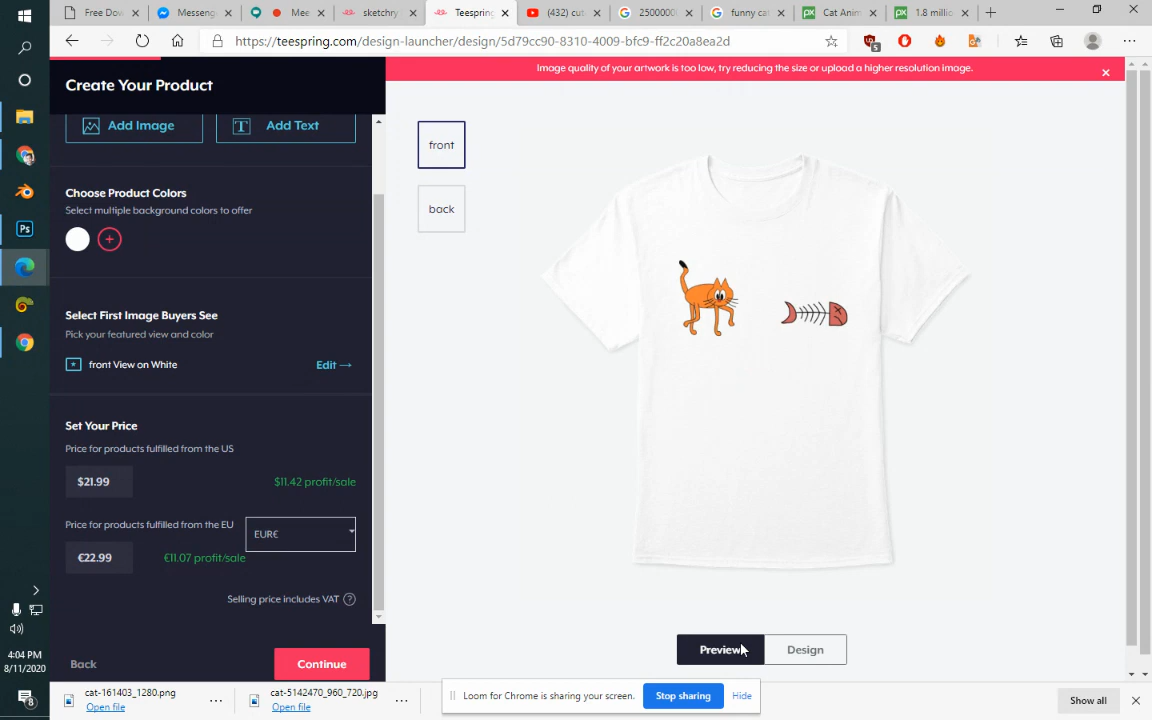 Free Dow
Messeng
Mee
sketchry
Teespring
(432) cut
2500000
funny cat
Cat Anim
1.8 millio
https://teespring.com/design-launcher/design/5d79cc90-8310-4009-bfc9-ff2c20a8ea2d
5
Image quality of your artwork is too low, try reducing the size or upload a higher resolution image.
Create Your Product
Add Image
Add Text
front
back
Choose Product Colors
Select multiple background colors to offer
Select First Image Buyers See
Pick your featured view and color
front View on White
Edit →
Set Your Price
Price for products fulfilled from the US
$21.99
$11.42 profit/sale
Price for products fulfilled from the EU
EUR€
€22.99
€11.07 profit/sale
Selling price includes VAT ?
Back
Continue
Preview
Design
Ps
4:04 PM
8/11/2020
8
cat-161403_1280.png
Open file
cat-5142470_960_720.jpg
Open file
Loom for Chrome is sharing your screen.
Stop sharing
Hide
Show all